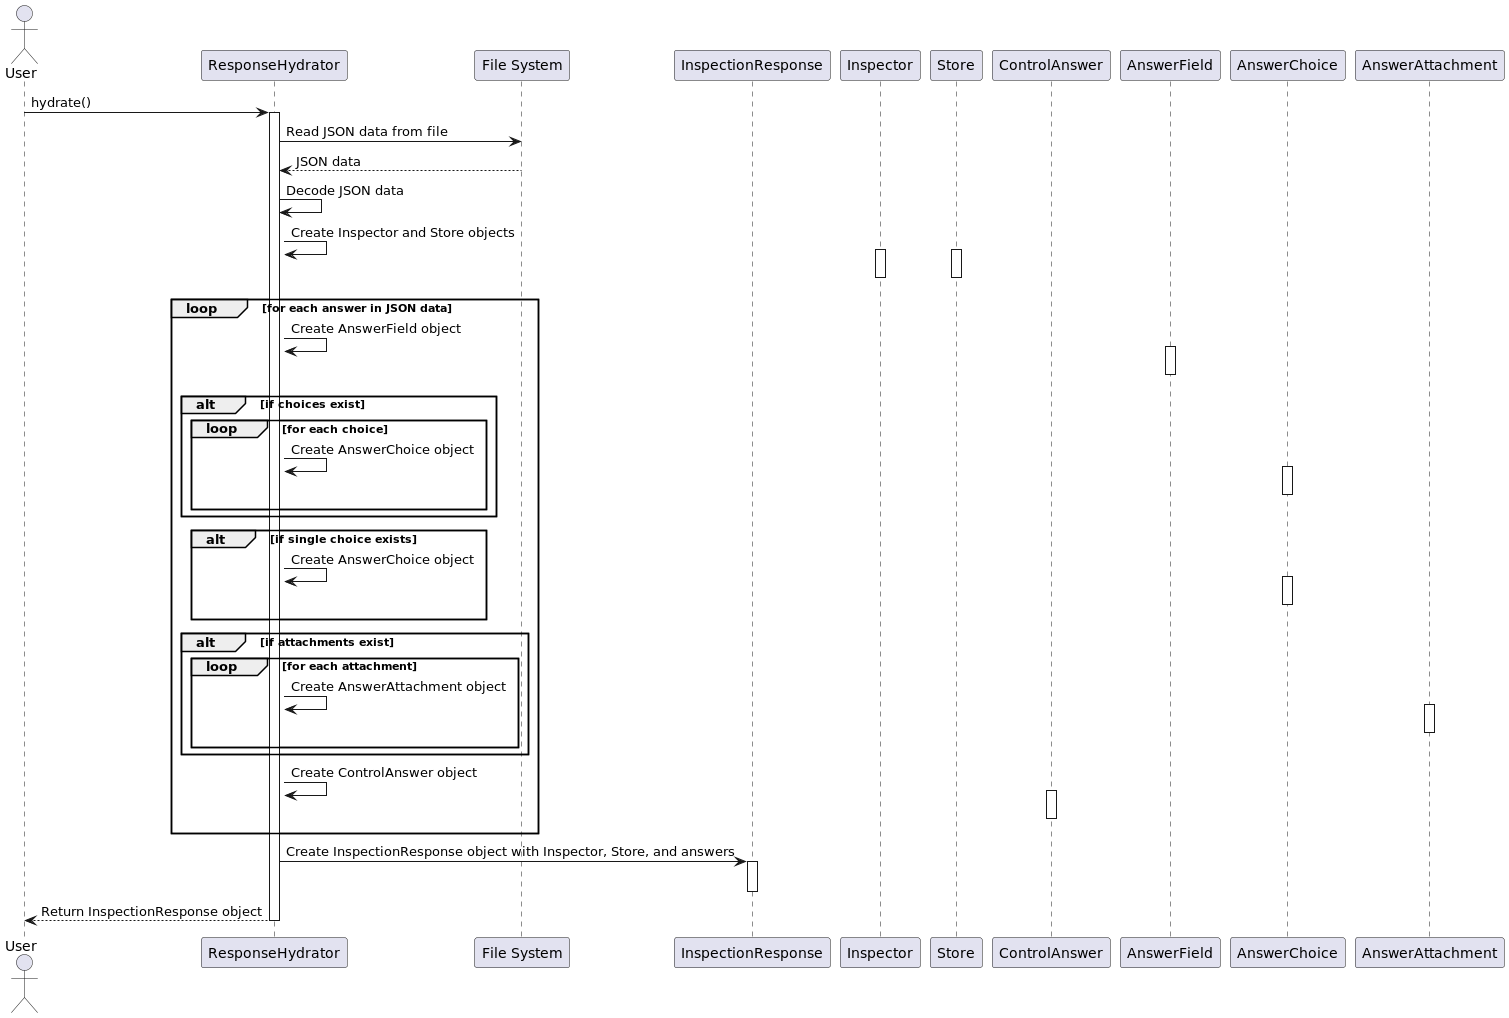 User
ResponseHydrator
File System
InspectionResponse
Inspector
Store
ControlAnswer
AnswerField
AnswerChoice
AnswerAttachment
hydrate()
Read JSON data from file
JSON data
Decode JSON data
Create Inspector and Store objects
loop [for each answer in JSON data]
Create AnswerField object
alt [if choices exist]
loop [for each choice]
Create AnswerChoice object
alt [if single choice exists]
Create AnswerChoice object
alt [if attachments exist]
loop [for each attachment]
Create AnswerAttachment object
Create ControlAnswer object
Create InspectionResponse object with Inspector, Store, and answers
Return InspectionResponse object
User
ResponseHydrator
File System
InspectionResponse
Inspector
Store
ControlAnswer
AnswerField
AnswerChoice
AnswerAttachment